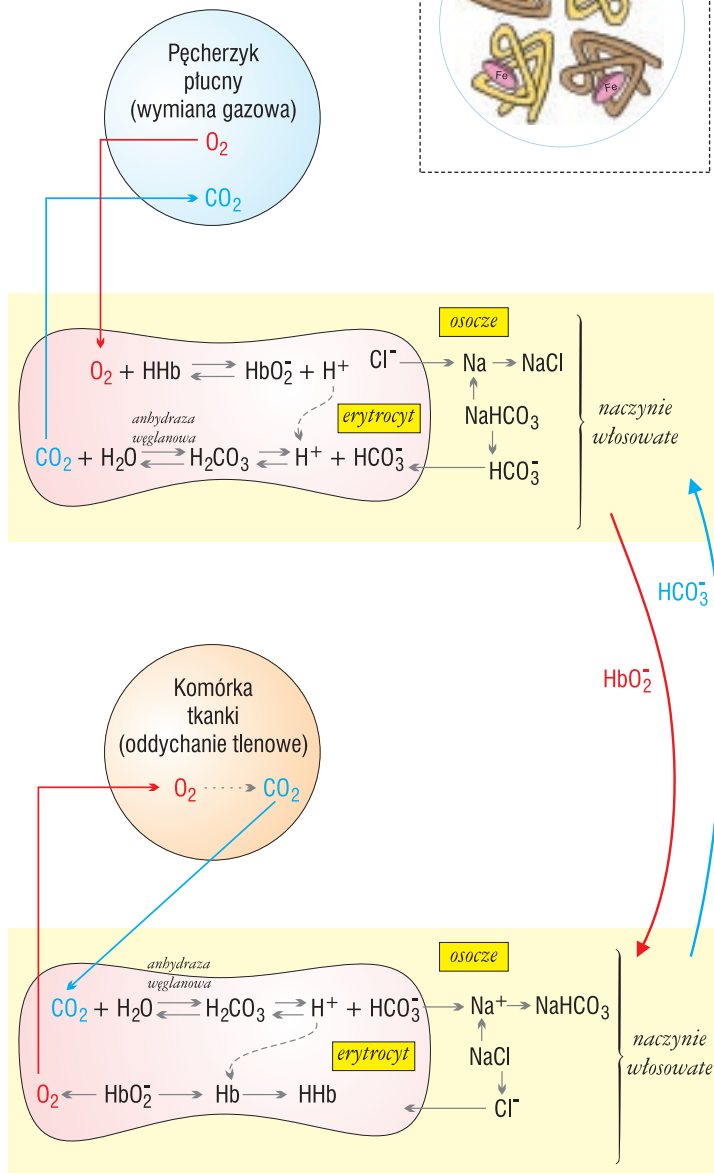 Fe
Fe
Pęcherzyk
płucny
(wymiana gazowa)
O₂
CO₂
osocze
O₂ + HHb ⇌ HbO₂⁻ + H⁺
Cl⁻ → Na → NaCl
anhydraza
węglanowa
erytrocyt
NaHCO₃
CO₂ + H₂O ⇌ H₂CO₃ ⇌ H⁺ + HCO₃⁻
HCO₃⁻
naczynie
włosowate
HCO₃⁻
HbO₂⁻
Komórka
tkanki
(oddychanie tlenowe)
O₂ → CO₂
osocze
anhydraza
węglanowa
CO₂ + H₂O ⇌ H₂CO₃ ⇌ H⁺ + HCO₃⁻ → Na⁺ → NaHCO₃
erytrocyt
NaCl
O₂ ← HbO₂⁻ → Hb → HHb
Cl⁻
naczynie
włosowate